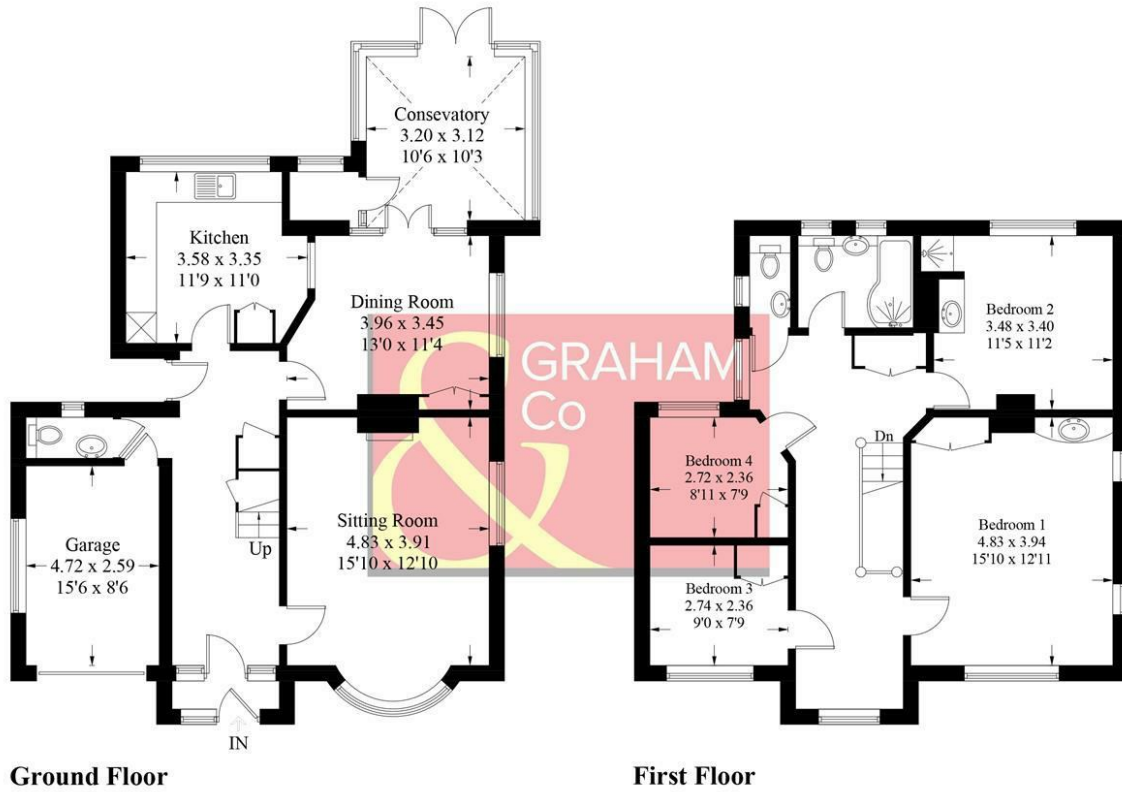 Consevatory
3.20 x 3.12
10'6 x 10'3
Kitchen
3.58 x 3.35
11'9 x 11'0
Dining Room
3.96 x 3.45
13'0 x 11'4
Sitting Room
4.83 x 3.91
15'10 x 12'10
Up
Garage
4.72 x 2.59
15'6 x 8'6
IN
Ground Floor
&
GRAHAM
Co
Bedroom 2
3.48 x 3.40
11'5 x 11'2
Dn
Bedroom 4
2.72 x 2.36
8'11 x 7'9
Bedroom 1
4.83 x 3.94
15'10 x 12'11
Bedroom 3
2.74 x 2.36
9'0 x 7'9
First Floor